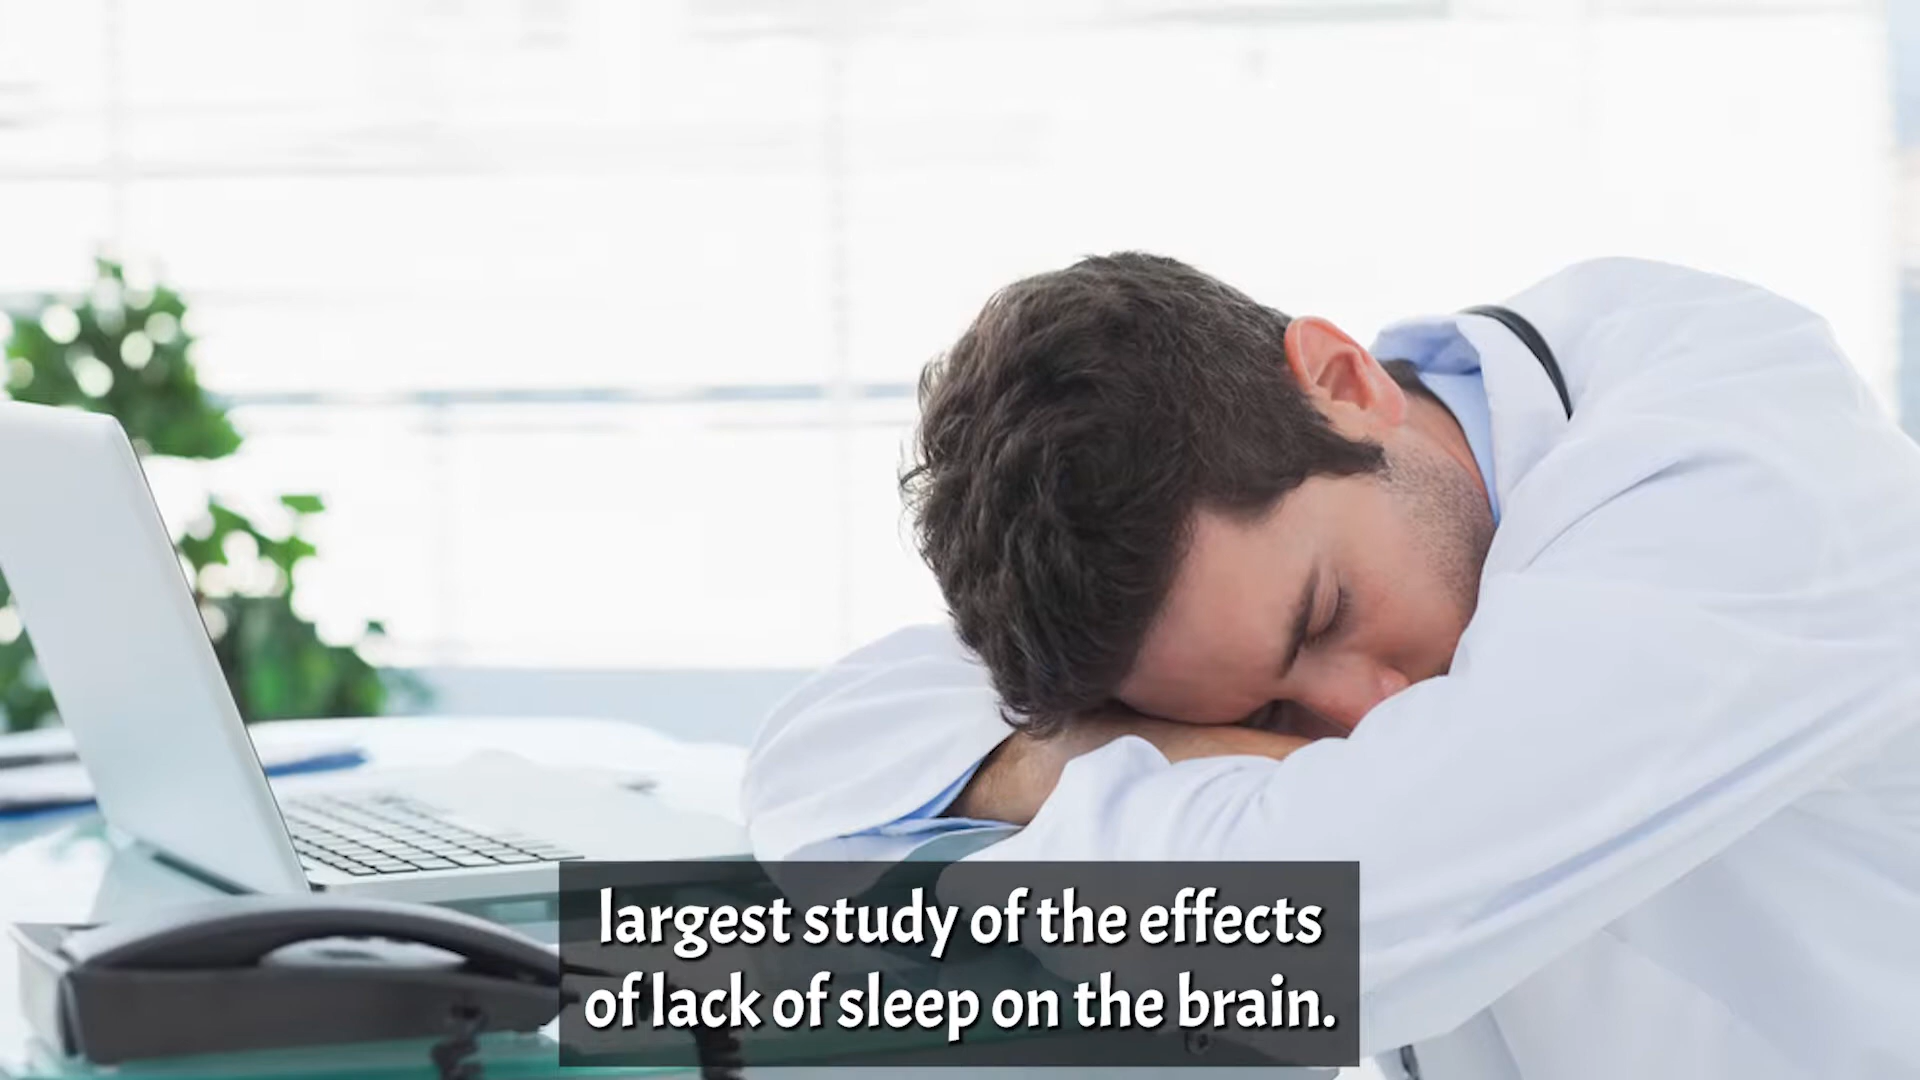 largest study of the effects
of lack of sleep on the brain.